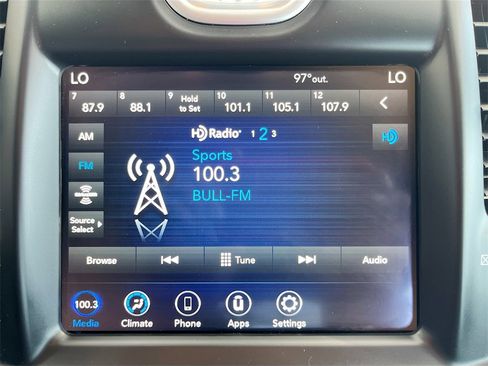 LO 97° out. LO
7 8 9 10 11 12
87.9 88.1 Hold to Set 101.1 105.1 107.9
AM HD Radio 1 2 3 HD
Sports
FM 100.3
BULL-FM
Source Select
Browse Tune Audio
100.3
Media Climate Phone Apps Settings